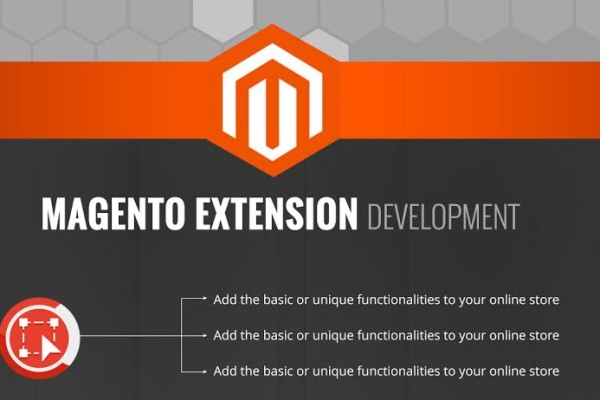 MAGENTO EXTENSION DEVELOPMENT
Add the basic or unique functionalities to your online store
Add the basic or unique functionalities to your online store
Add the basic or unique functionalities to your online store